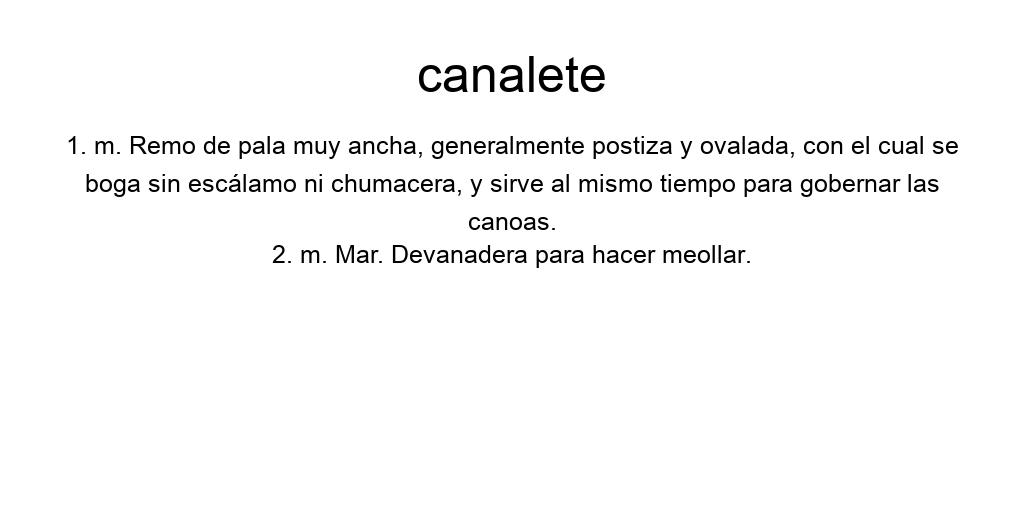 canalete
1. m. Remo de pala muy ancha, generalmente postiza y ovalada, con el cual se
boga sin escálamo ni chumacera, y sirve al mismo tiempo para gobernar las
canoas.
2. m. Mar. Devanadera para hacer meollar.